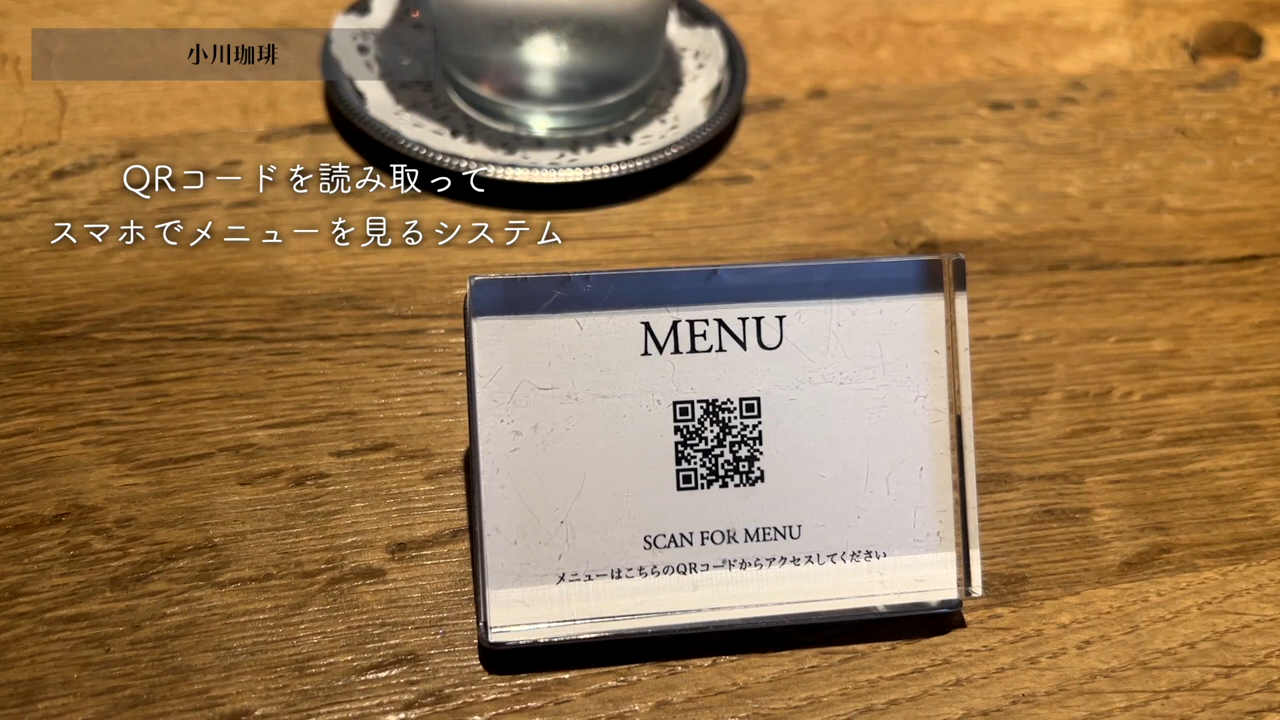 小川珈琲
QRコードを読み取って
スマホでメニューを見るシステム
MENU
SCAN FOR MENU
メニューはこちらのQRコードからアクセスしてください